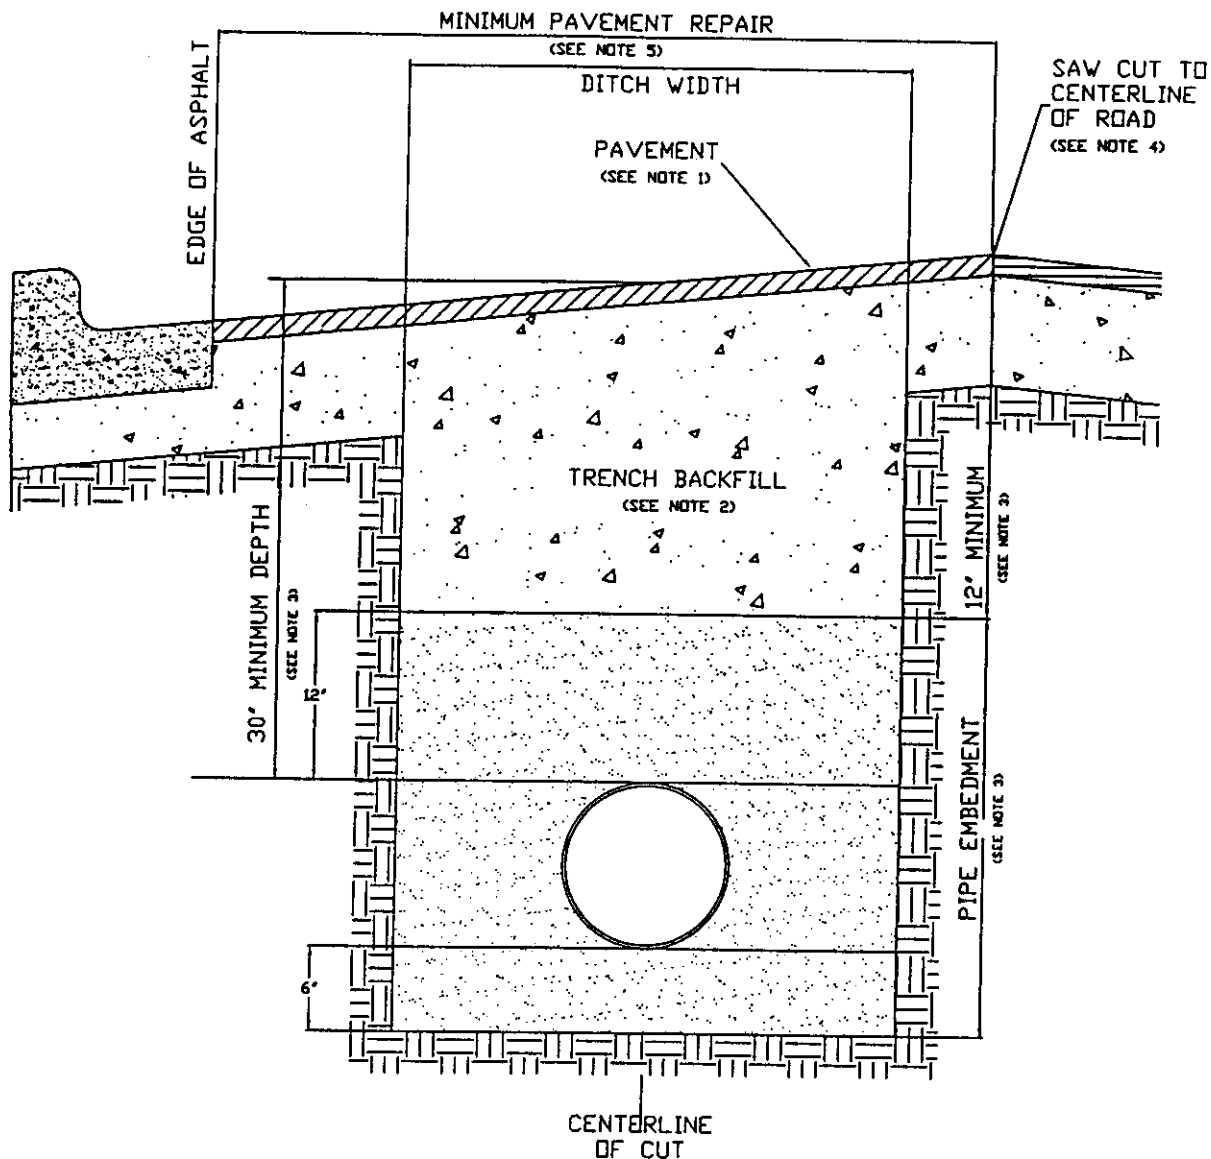 MINIMUM PAVEMENT REPAIR
(SEE NOTE 5)
DITCH WIDTH
EDGE OF ASPHALT
SAW CUT TO
CENTERLINE
OF ROAD
(SEE NOTE 4)
PAVEMENT
(SEE NOTE 1)
TRENCH BACKFILL
(SEE NOTE 2)
30" MINIMUM DEPTH
(SEE NOTE 3)
12" MINIMUM
(SEE NOTE 3)
12"
PIPE EMBEDMENT
(SEE NOTE 3)
6"
CENTERLINE
OF CUT